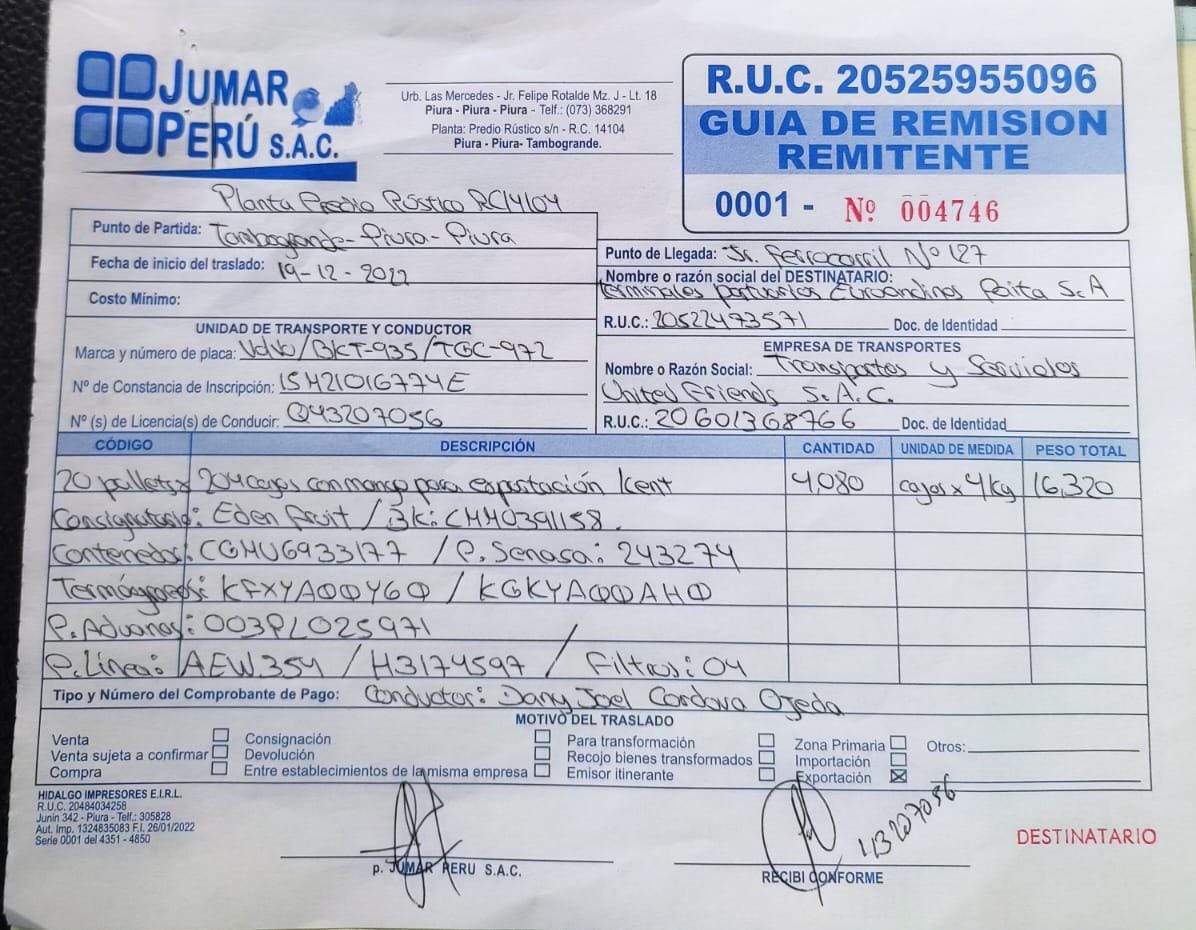 JUMAR
PERÚ S.A.C.
Urb. Las Mercedes - Jr. Felipe Rotalde Mz. J - Lt. 18
Piura - Piura - Piura - Telf.: (073) 368291
Planta: Predio Rústico s/n - R.C. 14104
Piura - Piura- Tambogrande.
R.U.C. 20525955096
GUIA DE REMISION
REMITENTE
0001 - Nº 004746
Planta Predio Rústico RC14104
Punto de Partida: Tambogrande-Piura-Piura
Fecha de inicio del traslado: 19-12-2022
Costo Mínimo:
Punto de Llegada: Jr. Ferrocarril Nº 127
Nombre o razón social del DESTINATARIO:
Terminales portuarios Euroandinos Paita S.A
R.U.C.: 20522473571 Doc. de Identidad
UNIDAD DE TRANSPORTE Y CONDUCTOR
Marca y número de placa: Volvo/BKT-935/TGC-972
Nº de Constancia de Inscripción: 15M21016774E
Nº (s) de Licencia(s) de Conducir: Q43207056
EMPRESA DE TRANSPORTES
Nombre o Razón Social: Transportes y Servicios
United Friends S.A.C.
R.U.C.: 20601368766 Doc. de Identidad
CÓDIGO DESCRIPCIÓN CANTIDAD UNIDAD DE MEDIDA PESO TOTAL
20 pallets x 204 cajas con mango para exportación Kent 4,080 cajas x 4kg 16,320
Consignatario: Eden Fruit / Bk: CMM0391158.
Contenedor: CGMU6933177 / P. Senasa: 243274
Termógrafos: KFXYA00Y60 / KGKYA00AH0
P. Aduanas: 003PL025971
P. Línea: AEW354 / H3174597 / Filtros: 04
Tipo y Número del Comprobante de Pago: Conductor: Dany Joel Cordova Ojeda
MOTIVO DEL TRASLADO
Venta
Venta sujeta a confirmar
Compra
Consignación
Devolución
Entre establecimientos de la misma empresa
Para transformación
Recojo bienes transformados
Emisor itinerante
Zona Primaria
Importación
Exportación
Otros:
HIDALGO IMPRESORES E.I.R.L.
R.U.C. 20484034258
Junin 342 - Piura - Telf.: 305828
Aut. Imp. 1324835083 F.I. 26/01/2022
Serie 0001 del 4351 - 4850
p. JUMAR PERU S.A.C.
43207056
RECIBI CONFORME
DESTINATARIO